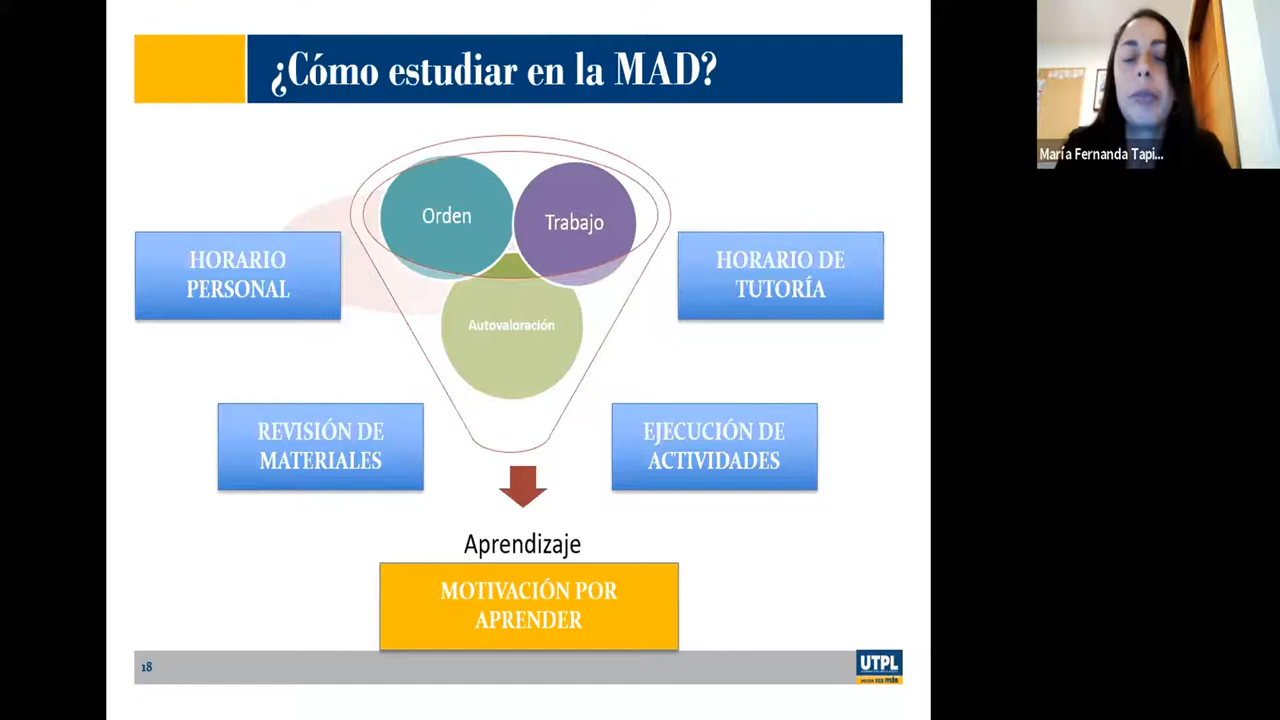 ¿Cómo estudiar en la MAD?
María Fernanda Tapi...
Orden
Trabajo
HORARIO
PERSONAL
HORARIO DE
TUTORÍA
Autovaloración
REVISIÓN DE
MATERIALES
EJECUCIÓN DE
ACTIVIDADES
Aprendizaje
MOTIVACIÓN POR
APRENDER
18
UTPL